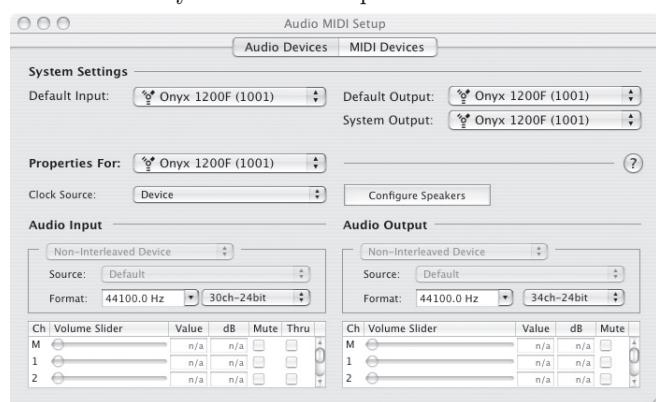 Audio MIDI Setup
Audio Devices MIDI Devices
System Settings
Default Input: Onyx 1200F (1001)
Default Output: Onyx 1200F (1001)
System Output: Onyx 1200F (1001)
Properties For: Onyx 1200F (1001) ?
Clock Source: Device
Configure Speakers
Audio Input
Non-Interleaved Device
Source: Default
Format: 44100.0 Hz 30ch-24bit
Ch Volume Slider Value dB Mute Thru
M n/a n/a
1 n/a n/a
2 n/a n/a
Audio Output
Non-Interleaved Device
Source: Default
Format: 44100.0 Hz 34ch-24bit
Ch Volume Slider Value dB Mute
M n/a n/a
1 n/a n/a
2 n/a n/a